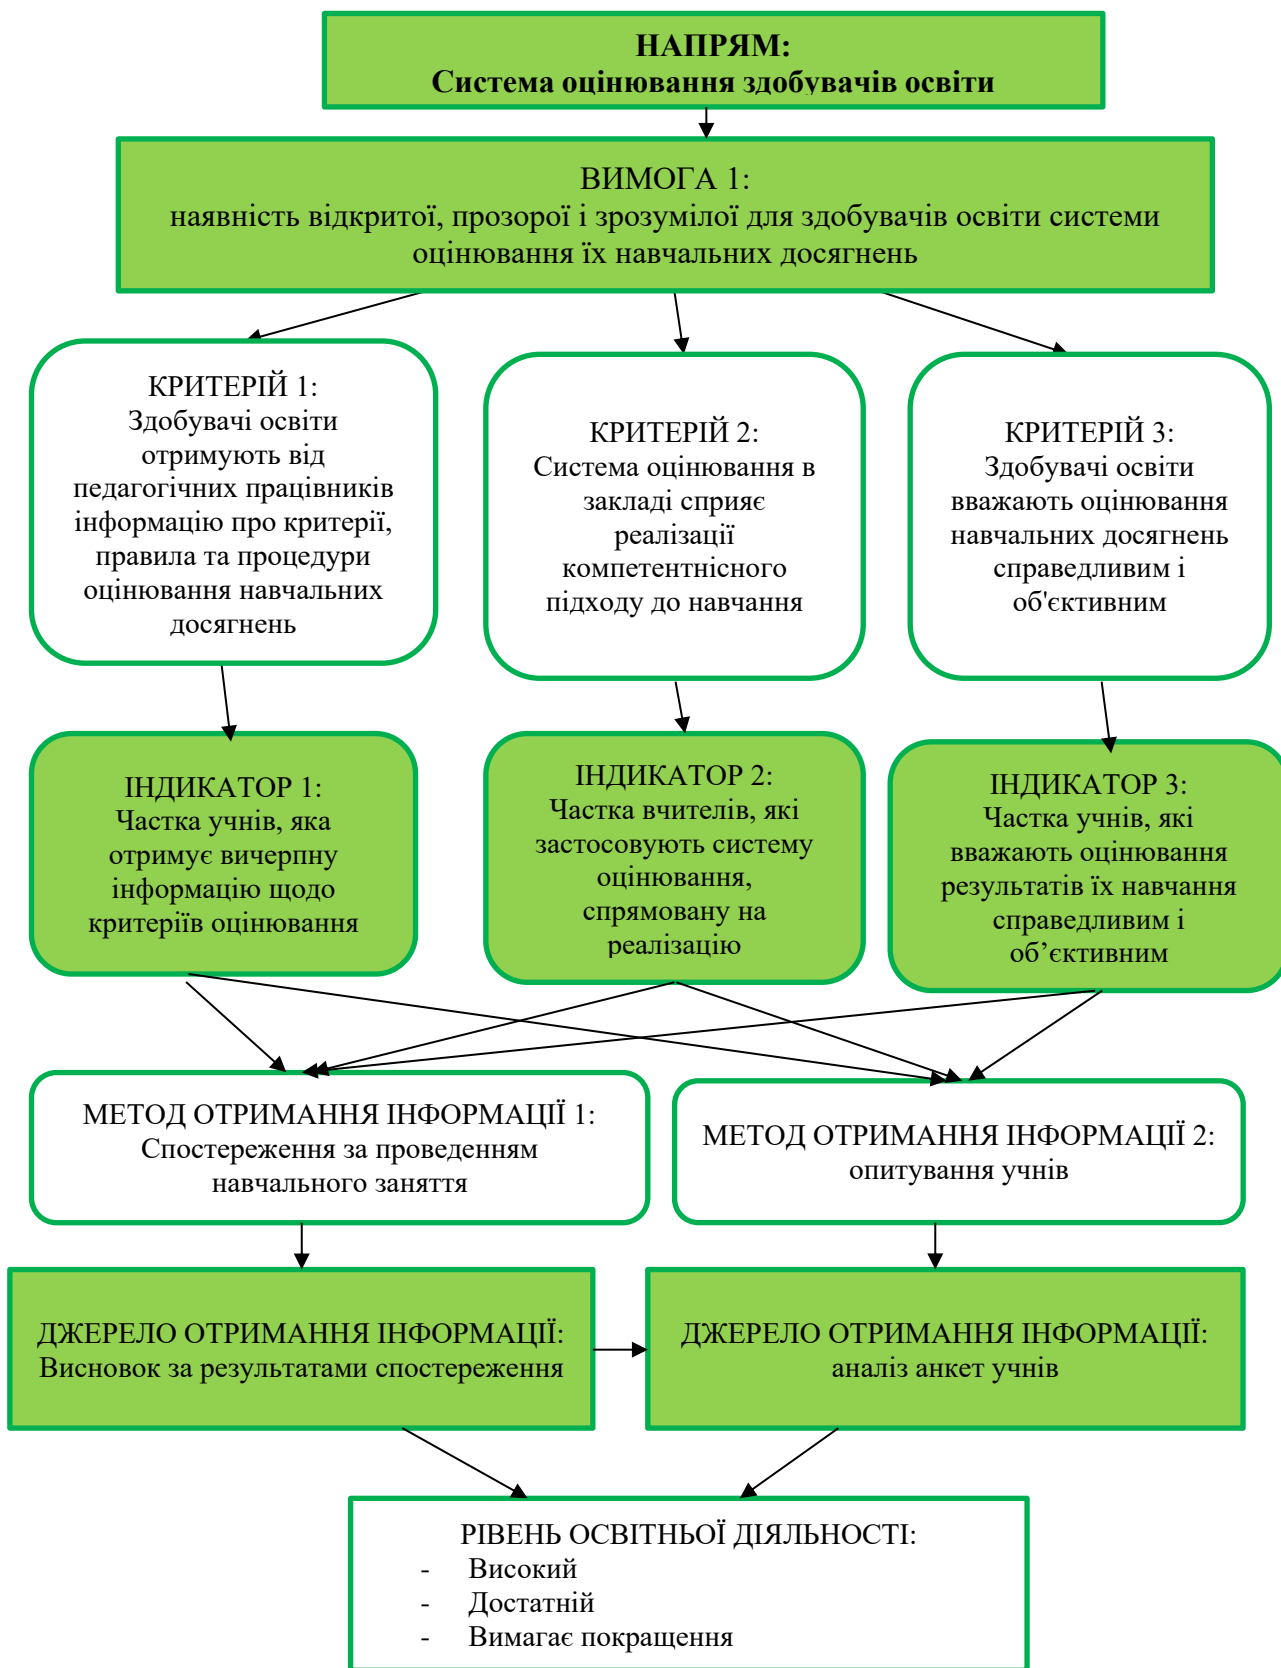 НАПРЯМ:
Система оцінювання здобувачів освіти
ВИМОГА 1:
наявність відкритої, прозорої і зрозумілої для здобувачів освіти системи
оцінювання їх навчальних досягнень
КРИТЕРІЙ 1:
Здобувачі освіти
отримують від
педагогічних працівників
інформацію про критерії,
правила та процедури
оцінювання навчальних
досягнень
КРИТЕРІЙ 2:
Система оцінювання в
закладі сприяє
реалізації
компетентнісного
підходу до навчання
КРИТЕРІЙ 3:
Здобувачі освіти
вважають оцінювання
навчальних досягнень
справедливим і
об'єктивним
ІНДИКАТОР 1:
Частка учнів, яка
отримує вичерпну
інформацію щодо
критеріїв оцінювання
ІНДИКАТОР 2:
Частка вчителів, які
застосовують систему
оцінювання,
спрямовану на
реалізацію
ІНДИКАТОР 3:
Частка учнів, які
вважають оцінювання
результатів їх навчання
справедливим і
об’єктивним
МЕТОД ОТРИМАННЯ ІНФОРМАЦІЇ 1:
Спостереження за проведенням
навчального заняття
МЕТОД ОТРИМАННЯ ІНФОРМАЦІЇ 2:
опитування учнів
ДЖЕРЕЛО ОТРИМАННЯ ІНФОРМАЦІЇ:
Висновок за результатами спостереження
ДЖЕРЕЛО ОТРИМАННЯ ІНФОРМАЦІЇ:
аналіз анкет учнів
РІВЕНЬ ОСВІТНЬОЇ ДІЯЛЬНОСТІ:
- Високий
- Достатній
- Вимагає покращення